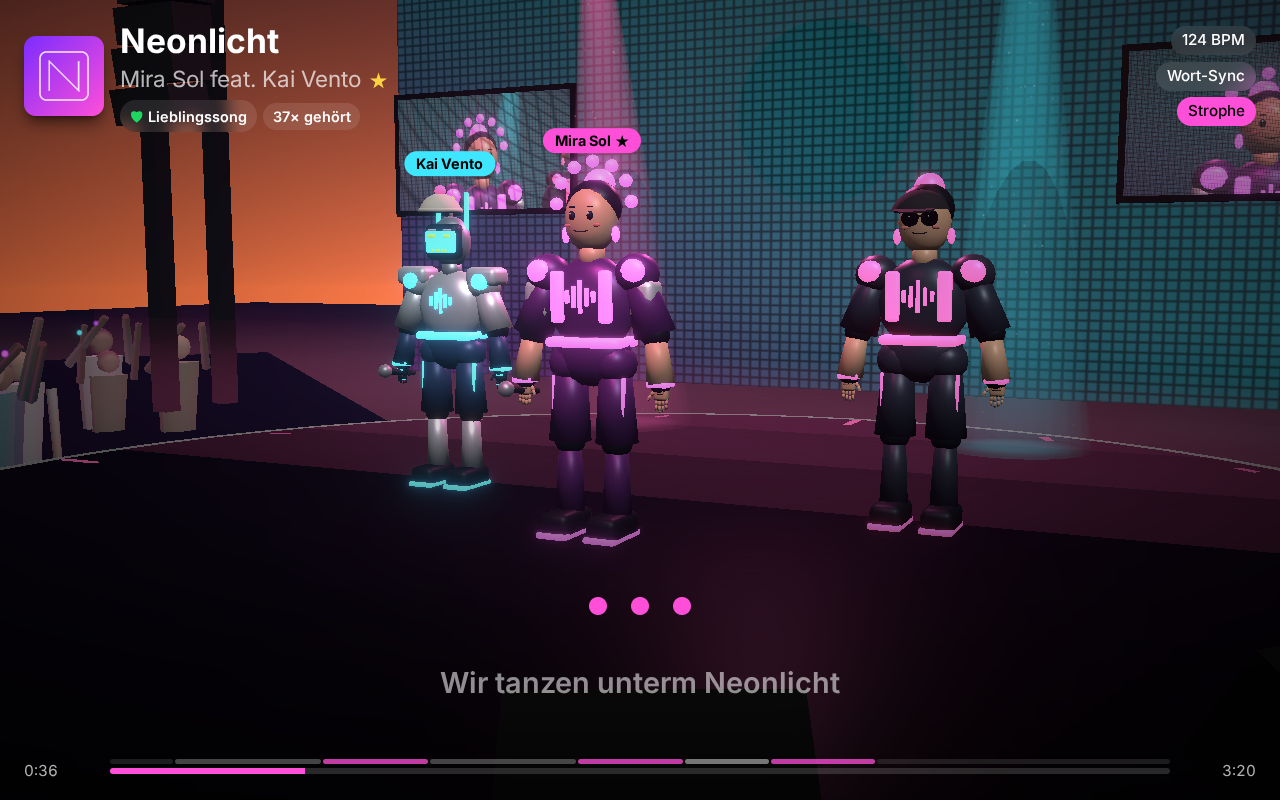 N
Neonlicht
Mira Sol feat. Kai Vento ★
Lieblingssong
37× gehört
124 BPM
Wort-Sync
Strophe
Kai Vento
Mira Sol ★
Wir tanzen unterm Neonlicht
0:36
3:20